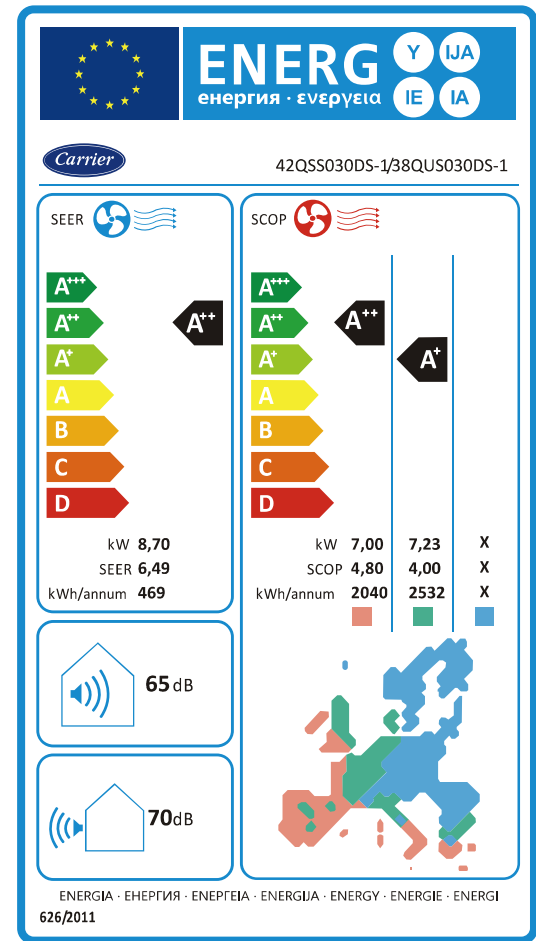 ENERG
енергия · ενεργεια
Y IJA
IE IA
Carrier
42QSS030DS-1/38QUS030DS-1
SEER
A+++
A++
A+
A
B
C
D
A++
kW 8,70
SEER 6,49
kWh/annum 469
SCOP
A+++
A++
A+
A
B
C
D
A++
A+
kW 7,00 7,23 X
SCOP 4,80 4,00 X
kWh/annum 2040 2532 X
65 dB
70dB
ENERGIA · ЕНЕРГИЯ · ΕΝΕΡΓΕΙΑ · ENERGIJA · ENERGY · ENERGIE · ENERGI
626/2011